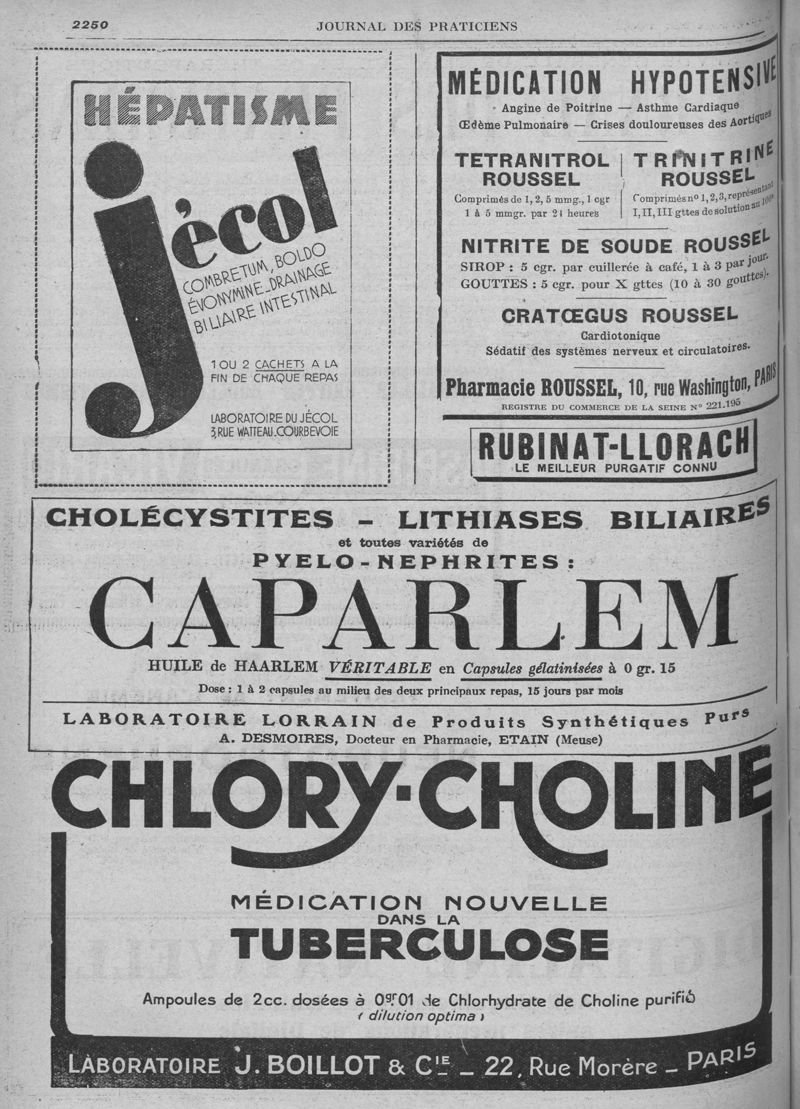 2250
JOURNAL DES PRATICIENS
HÉPATISME
jécol
COMBRETUM, BOLDO
ÉVONYMINE_DRAINAGE
BILIAIRE INTESTINAL
1 OU 2 CACHETS A LA
FIN DE CHAQUE REPAS
LABORATOIRE DU JÉCOL
3, RUE WATTEAU_COURBEVOIE
MÉDICATION HYPOTENSIVE
Angine de Poitrine — Asthme Cardiaque
Œdème Pulmonaire — Crises douloureuses des Aortiques
TETRANITROL
ROUSSEL
Comprimés de 1, 2, 5 mmg., 1 cgr
1 à 5 mmgr. par 24 heures
TRINITRINE
ROUSSEL
Comprimés nº 1, 2, 3, représentant
I, II, III gttes de solution au 100e
NITRITE DE SOUDE ROUSSEL
SIROP : 5 cgr. par cuillerée à café, 1 à 3 par jour.
GOUTTES : 5 cgr. pour X gttes (10 à 30 gouttes).
CRATŒGUS ROUSSEL
Cardiotonique
Sédatif des systèmes nerveux et circulatoires.
Pharmacie ROUSSEL, 10, rue Washington, PARIS
REGISTRE DU COMMERCE DE LA SEINE Nº 221.195
RUBINAT-LLORACH
LE MEILLEUR PURGATIF CONNU
CHOLÉCYSTITES - LITHIASES BILIAIRES
et toutes variétés de
PYELO-NEPHRITES :
CAPARLEM
HUILE de HAARLEM VÉRITABLE en Capsules gélatinisées à 0 gr. 15
Dose : 1 à 2 capsules au milieu des deux principaux repas, 15 jours par mois
LABORATOIRE LORRAIN de Produits Synthétiques Purs
A. DESMOIRES, Docteur en Pharmacie, ETAIN (Meuse)
CHLORY-CHOLINE
MÉDICATION NOUVELLE
DANS LA
TUBERCULOSE
Ampoules de 2cc. dosées à 0gr.01 de Chlorhydrate de Choline purifié
( dilution optima )
LABORATOIRE J. BOILLOT & CIE _ 22, Rue Morère _ PARIS